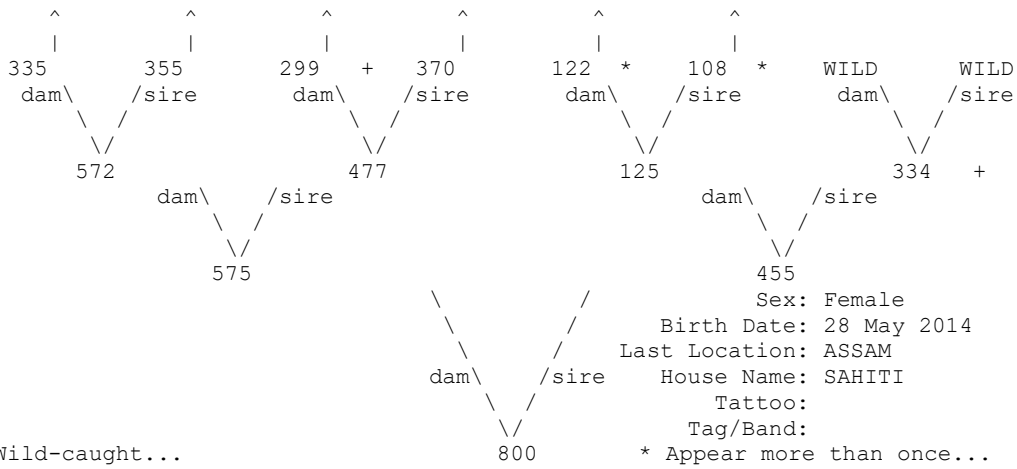 ^ ^ ^ ^ ^ ^
| | | | | |
335 355 299 + 370 122 * 108 * WILD WILD
dam\ /sire dam\ /sire dam\ /sire dam\ /sire
\ / \ / \ / \ /
\/ \/ \/ \/
572 477 125 334 +
dam\ /sire dam\ /sire
\ / \ /
\/ \/
575 455
\ / Sex: Female
\ / Birth Date: 28 May 2014
\ / Last Location: ASSAM
dam\ /sire House Name: SAHITI
\ / Tattoo:
\/ Tag/Band:
Wild-caught... 800 * Appear more than once...